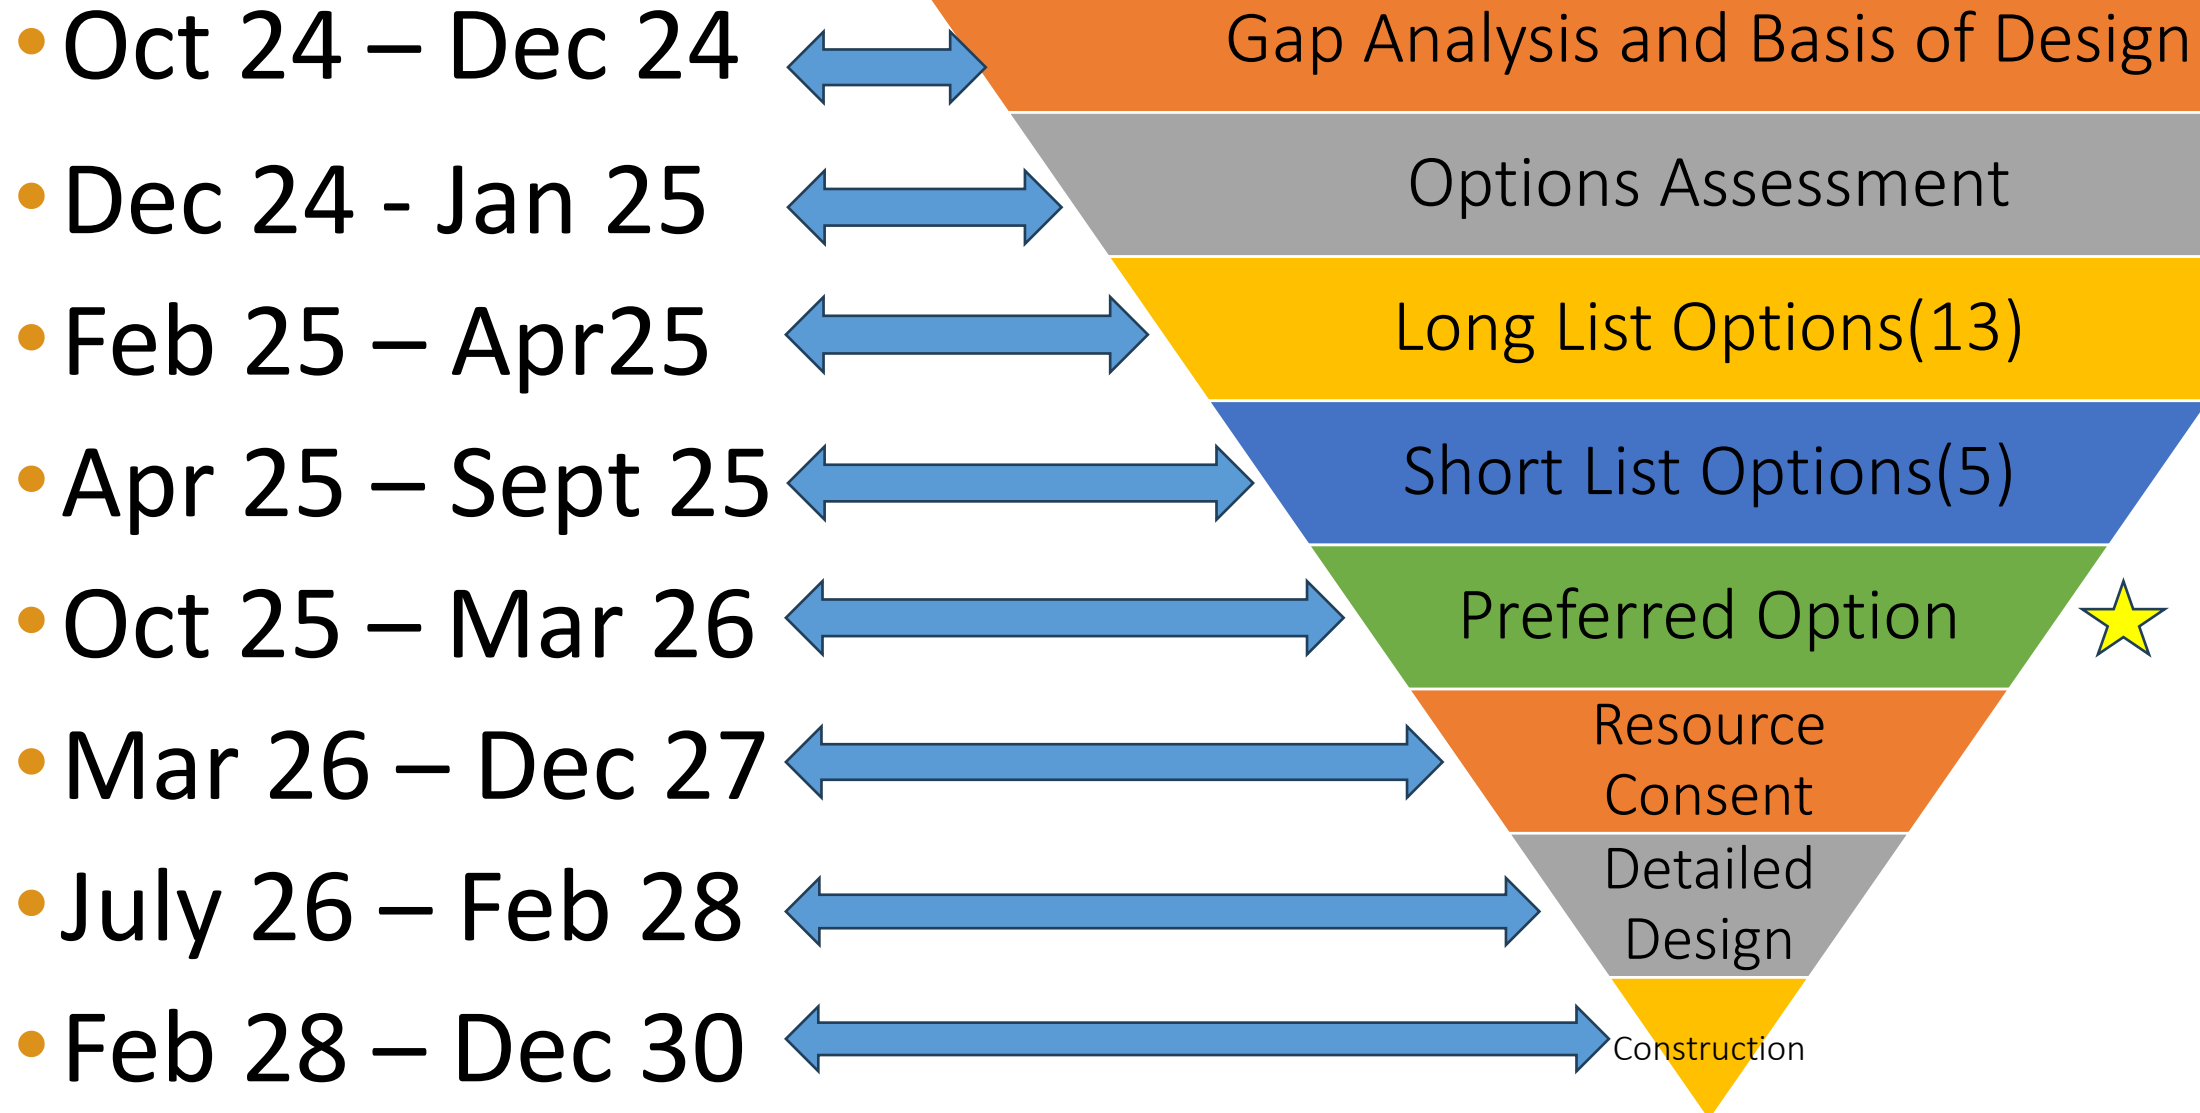 • Oct 24 – Dec 24
Gap Analysis and Basis of Design
• Dec 24 - Jan 25
Options Assessment
• Feb 25 – Apr25
Long List Options(13)
• Apr 25 – Sept 25
Short List Options(5)
• Oct 25 – Mar 26
Preferred Option
• Mar 26 – Dec 27
Resource
Consent
• July 26 – Feb 28
Detailed
Design
• Feb 28 – Dec 30
Construction